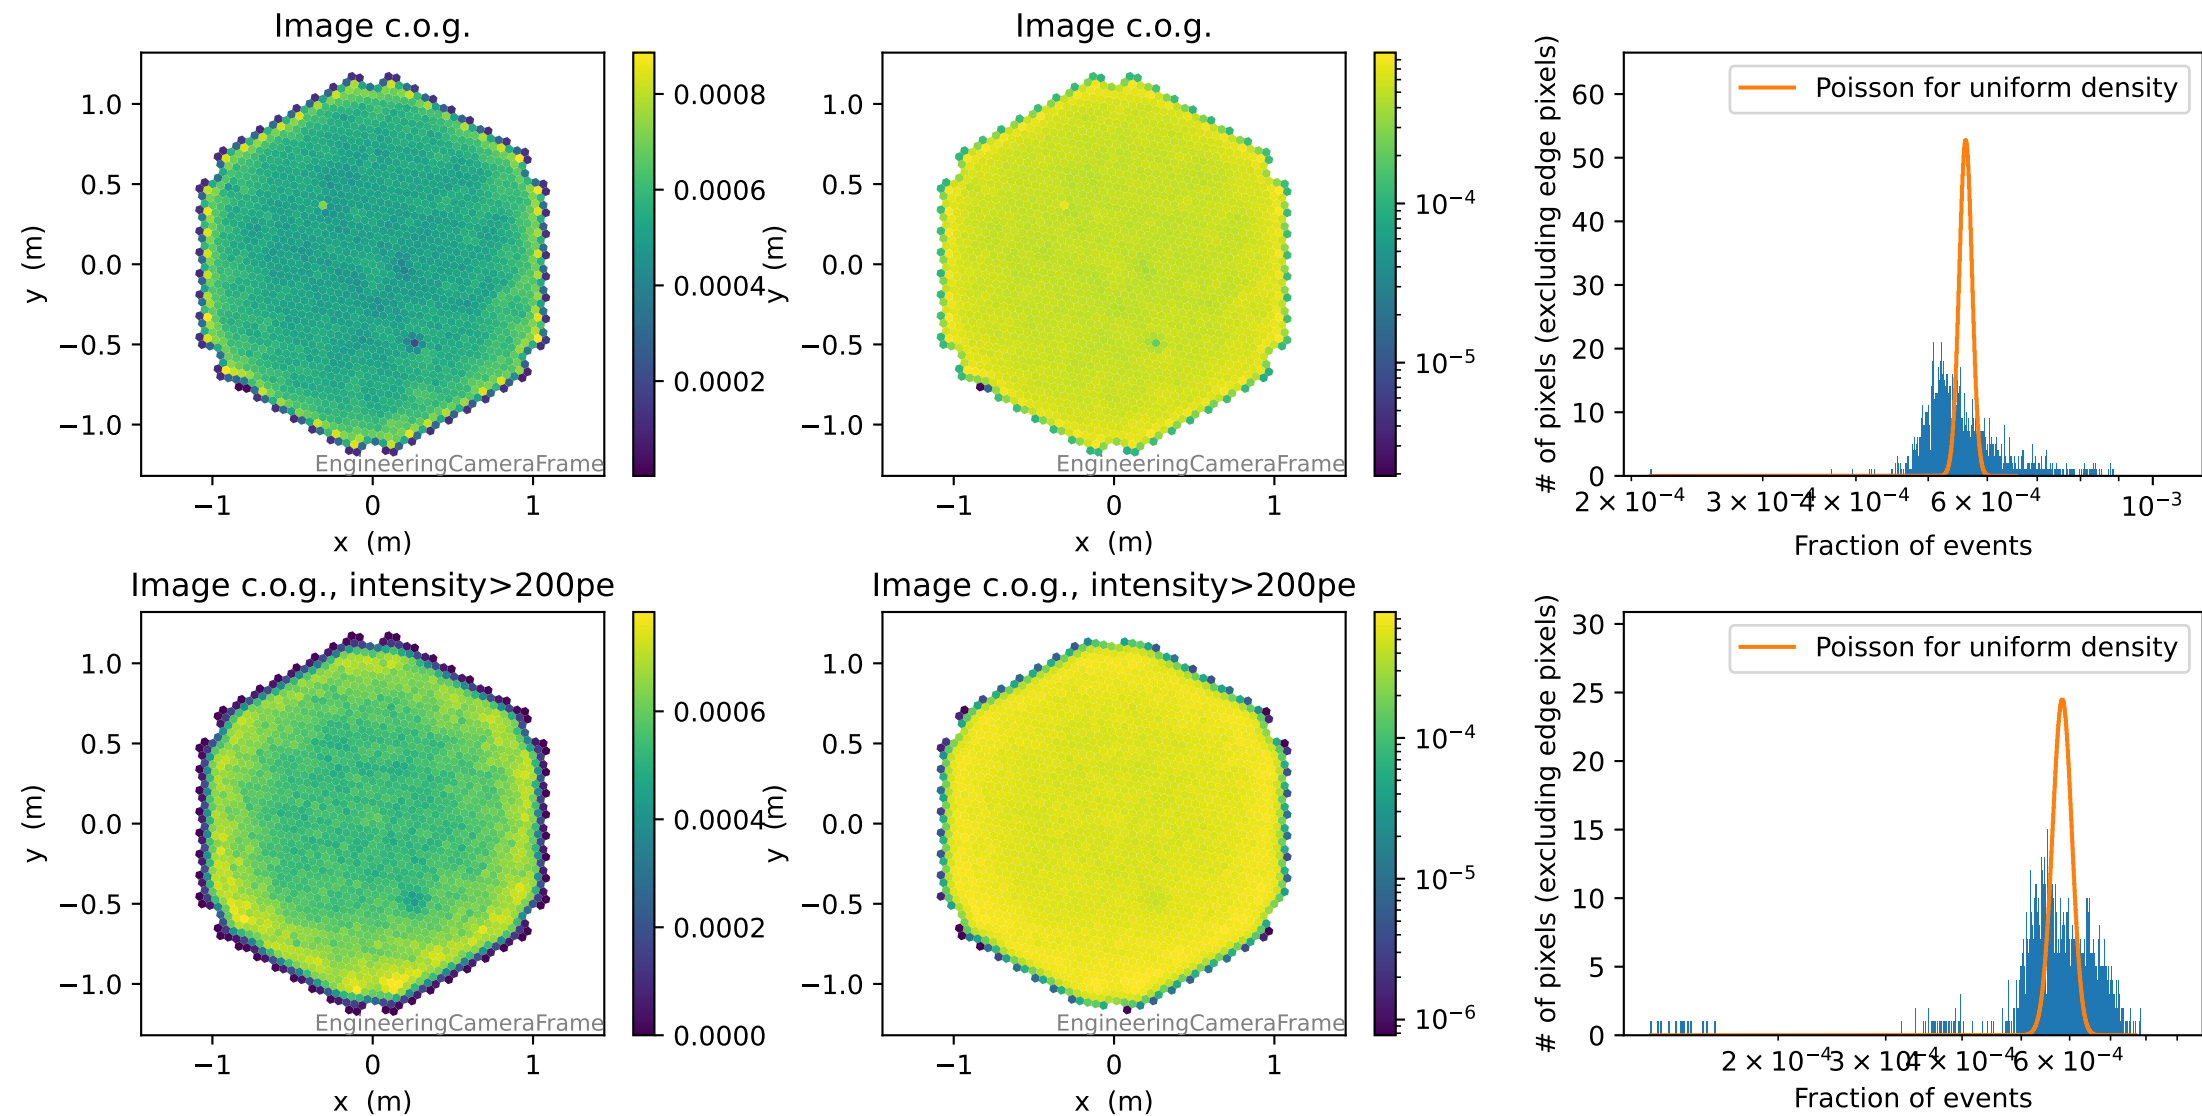 Image c.o.g.
1.0
0.5
0.0
−0.5
−1.0
y (m)
EngineeringCameraFrame
−1
0
1
x (m)
0.0008
0.0006
0.0004
0.0002
Image c.o.g.
1.0
0.5
0.0
−0.5
−1.0
y (m)
EngineeringCameraFrame
−1
0
1
x (m)
10⁻⁴
10⁻⁵
Poisson for uniform density
# of pixels (excluding edge pixels)
60
50
40
30
20
10
0
2 × 10⁻⁴
3 × 10⁻⁴
4 × 10⁻⁴
6 × 10⁻⁴
10⁻³
Fraction of events
Image c.o.g., intensity>200pe
1.0
0.5
0.0
−0.5
−1.0
y (m)
EngineeringCameraFrame
−1
0
1
x (m)
0.0006
0.0004
0.0002
0.0000
Image c.o.g., intensity>200pe
1.0
0.5
0.0
−0.5
−1.0
y (m)
EngineeringCameraFrame
−1
0
1
x (m)
10⁻⁴
10⁻⁵
10⁻⁶
Poisson for uniform density
# of pixels (excluding edge pixels)
30
25
20
15
10
5
0
2 × 10⁻⁴
3 × 10⁻⁴
4 × 10⁻⁴
6 × 10⁻⁴
Fraction of events